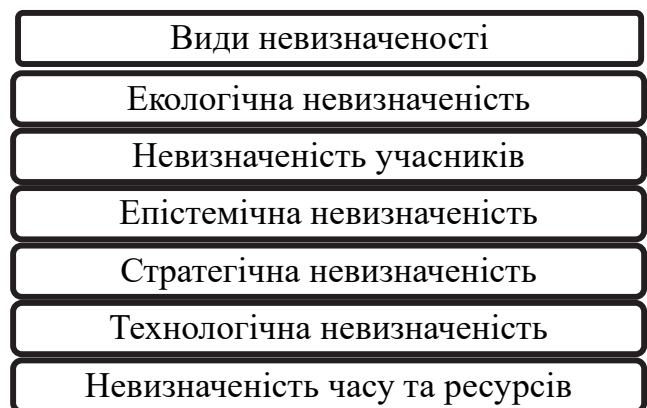 Види невизначеності
Екологічна невизначеність
Невизначеність учасників
Епістемічна невизначеність
Стратегічна невизначеність
Технологічна невизначеність
Невизначеність часу та ресурсів